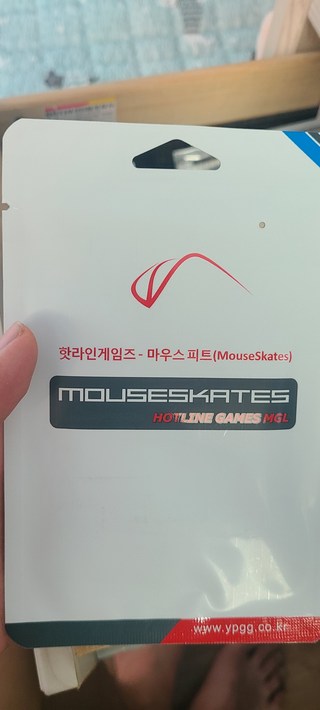 핫라인게임즈 - 마우스 피트(MouseSkates)
MOUSESKATES
HOTLINE GAMES MGL
www.ypgg.co.kr